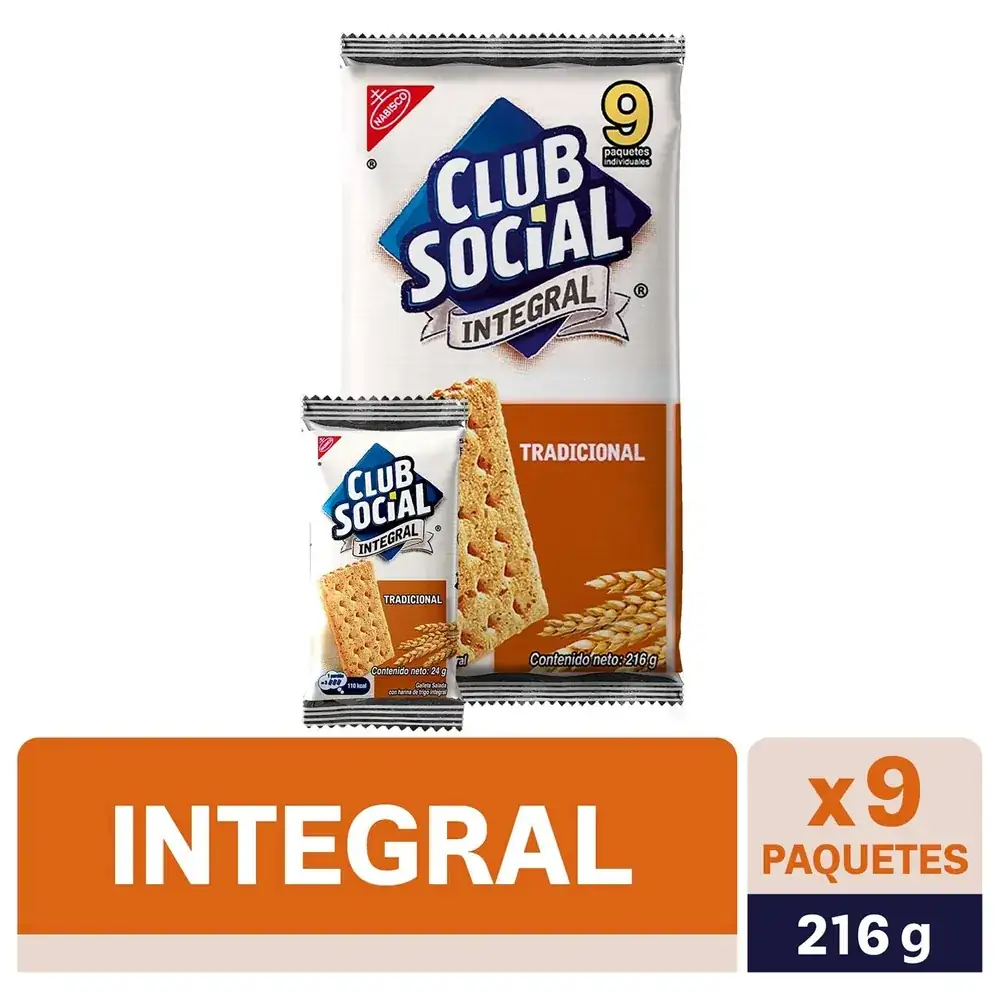 NABISCO
®
9
paquetes
individuales
CLUB
SOCIAL
INTEGRAL
®
TRADICIONAL
Contenido neto: 216 g
NABISCO
CLUB
SOCIAL
INTEGRAL
®
TRADICIONAL
Contenido neto: 24 g
Galleta Salada
con harina de trigo integral
110 kcal
INTEGRAL
x9
PAQUETES
216 g